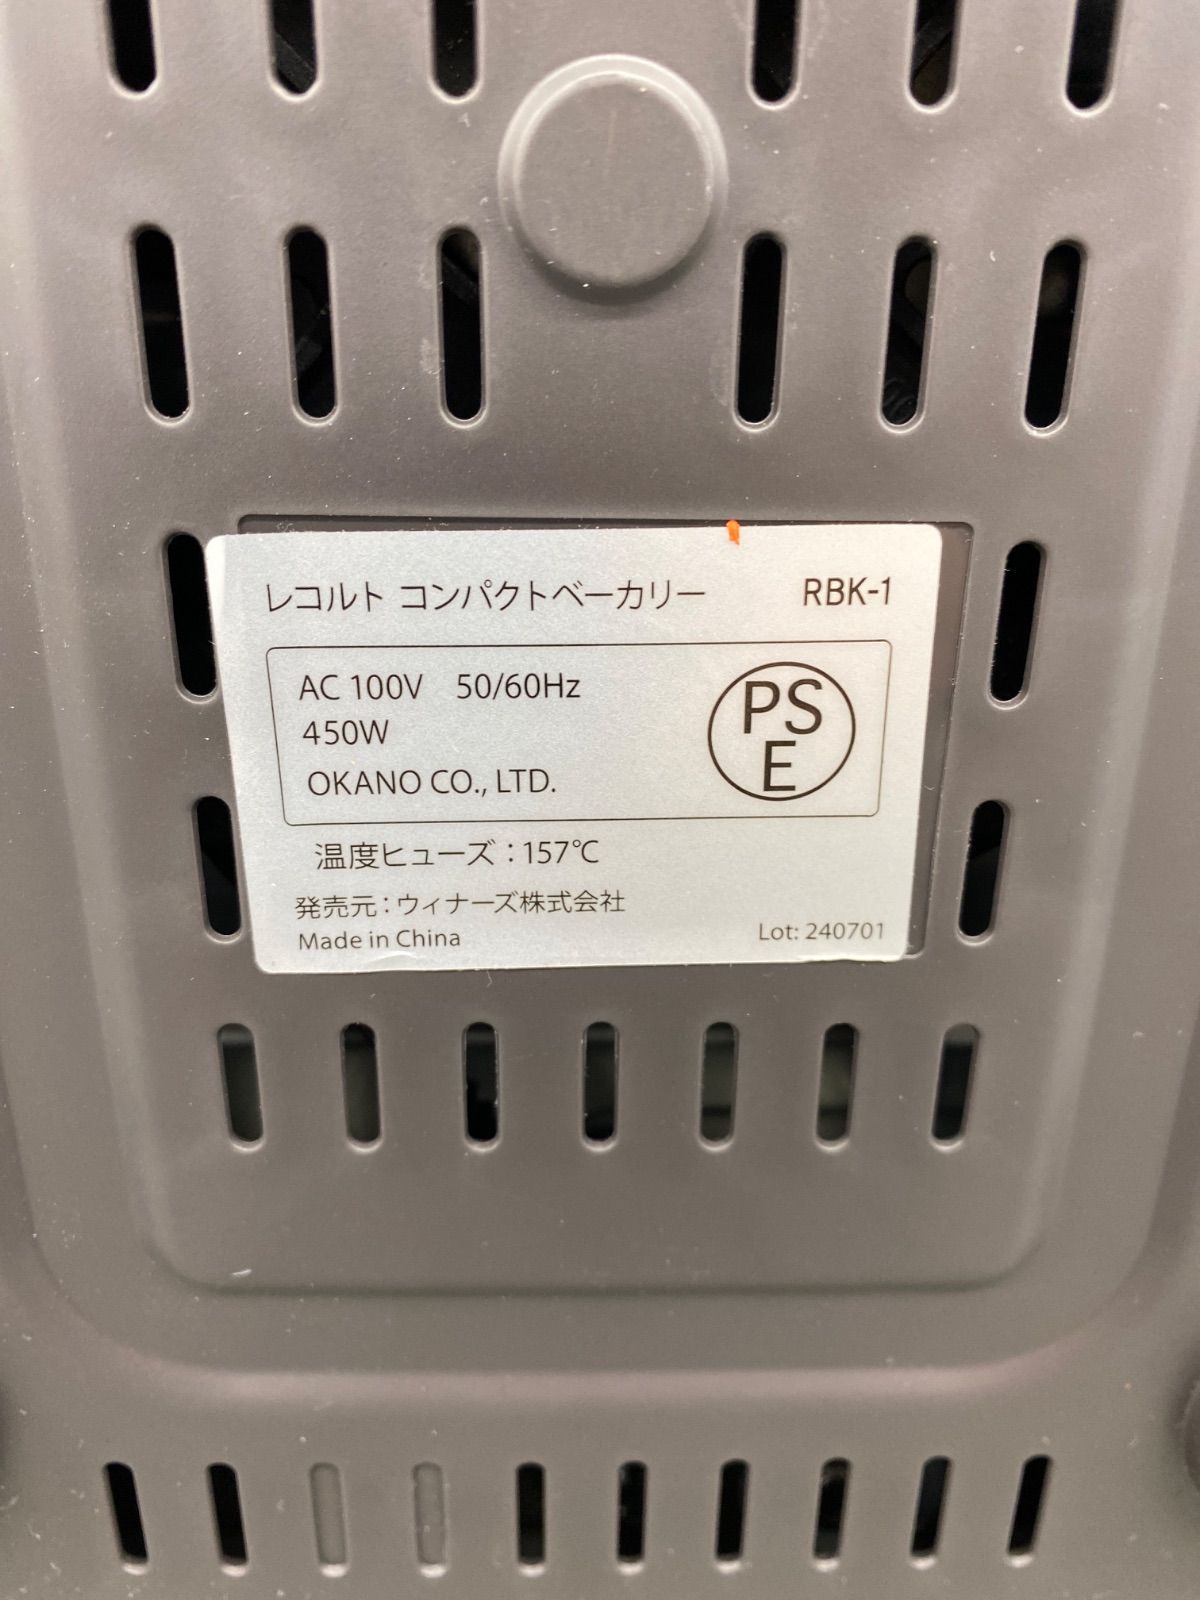 レコルト コンパクトベーカリー RBK-1
AC 100V 50/60Hz
450W
OKANO CO., LTD.
PS
E
温度ヒューズ：157℃
発売元：ウィナーズ株式会社
Made in China Lot: 240701